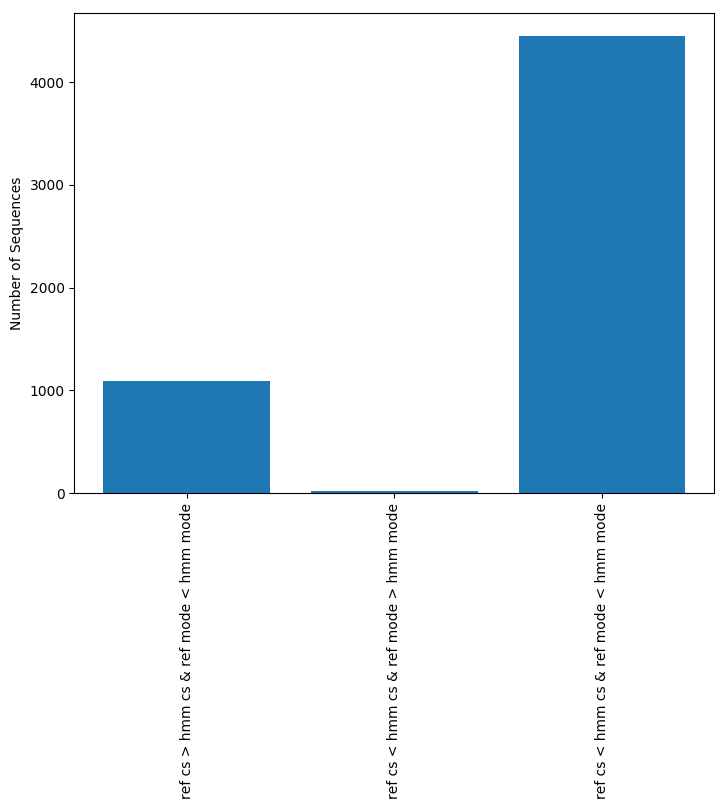 4000
3000
2000
1000
0
Number of Sequences
ref cs > hmm cs & ref mode < hmm mode
ref cs < hmm cs & ref mode > hmm mode
ref cs < hmm cs & ref mode < hmm mode